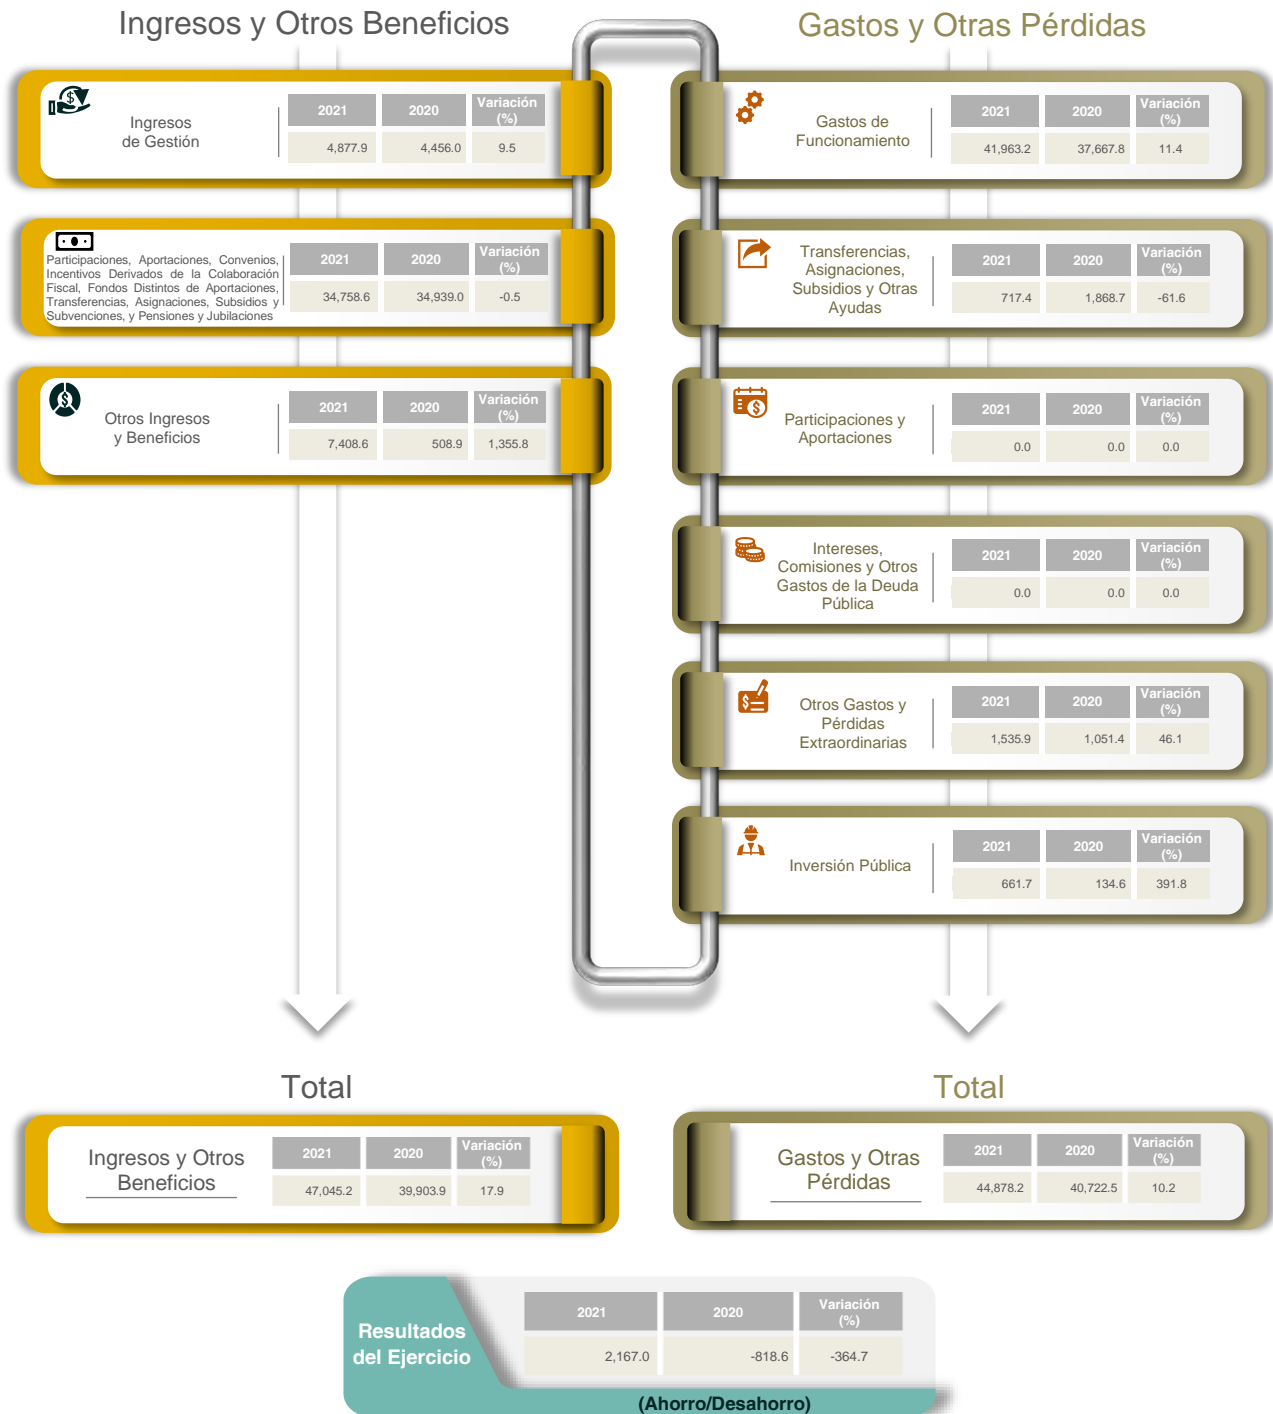 Ingresos y Otros Beneficios
Ingresos
de Gestión
2021 2020 Variación (%)
4,877.9 4,456.0 9.5
Participaciones, Aportaciones, Convenios,
Incentivos Derivados de la Colaboración
Fiscal, Fondos Distintos de Aportaciones,
Transferencias, Asignaciones, Subsidios y
Subvenciones, y Pensiones y Jubilaciones
2021 2020 Variación (%)
34,758.6 34,939.0 -0.5
Otros Ingresos
y Beneficios
2021 2020 Variación (%)
7,408.6 508.9 1,355.8
Total
Ingresos y Otros
Beneficios
2021 2020 Variación (%)
47,045.2 39,903.9 17.9
Gastos y Otras Pérdidas
Gastos de
Funcionamiento
2021 2020 Variación (%)
41,963.2 37,667.8 11.4
Transferencias,
Asignaciones,
Subsidios y Otras
Ayudas
2021 2020 Variación (%)
717.4 1,868.7 -61.6
Participaciones y
Aportaciones
2021 2020 Variación (%)
0.0 0.0 0.0
Intereses,
Comisiones y Otros
Gastos de la Deuda
Pública
2021 2020 Variación (%)
0.0 0.0 0.0
Otros Gastos y
Pérdidas
Extraordinarias
2021 2020 Variación (%)
1,535.9 1,051.4 46.1
Inversión Pública
2021 2020 Variación (%)
661.7 134.6 391.8
Total
Gastos y Otras
Pérdidas
2021 2020 Variación (%)
44,878.2 40,722.5 10.2
Resultados
del Ejercicio
2021 2020 Variación (%)
2,167.0 -818.6 -364.7
(Ahorro/Desahorro)